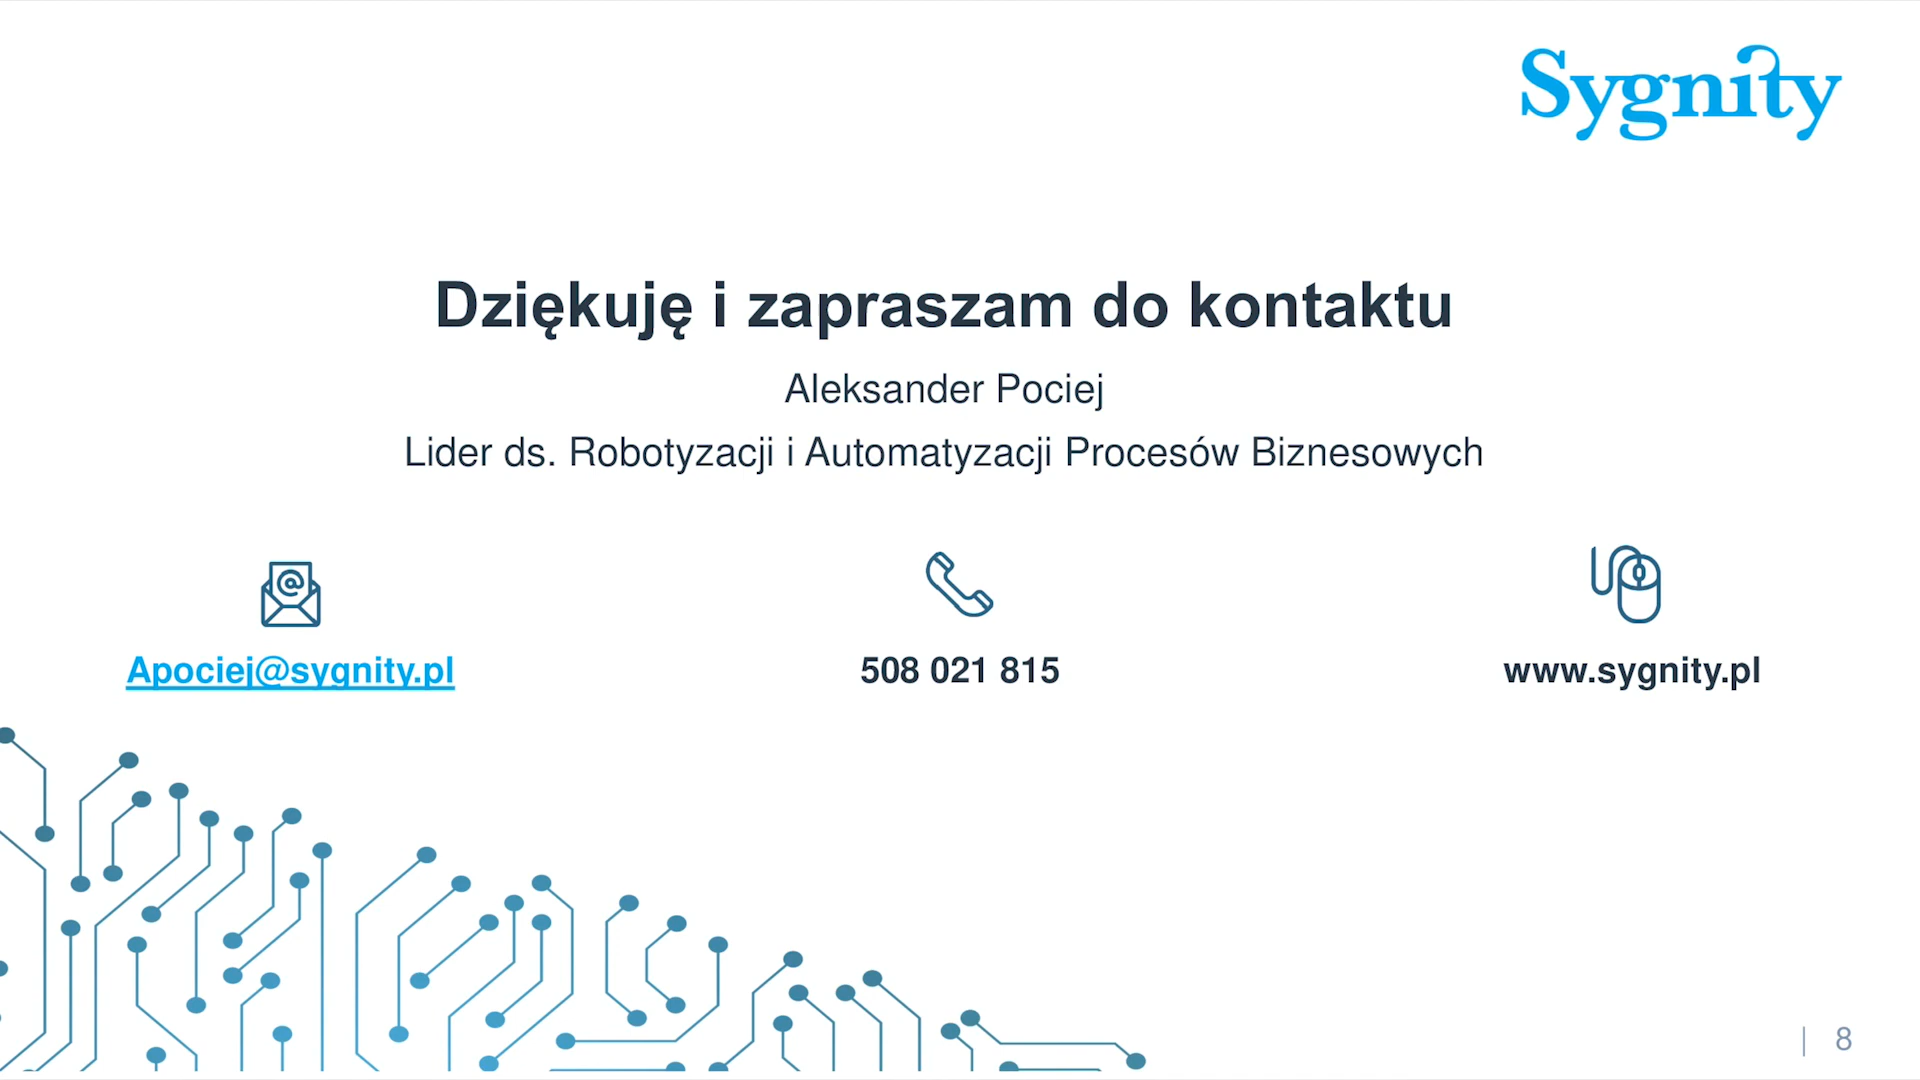 Sygnity
Dziękuję i zapraszam do kontaktu
Aleksander Pociej
Lider ds. Robotyzacji i Automatyzacji Procesów Biznesowych
@
Apociej@sygnity.pl
508 021 815
www.sygnity.pl
| 8